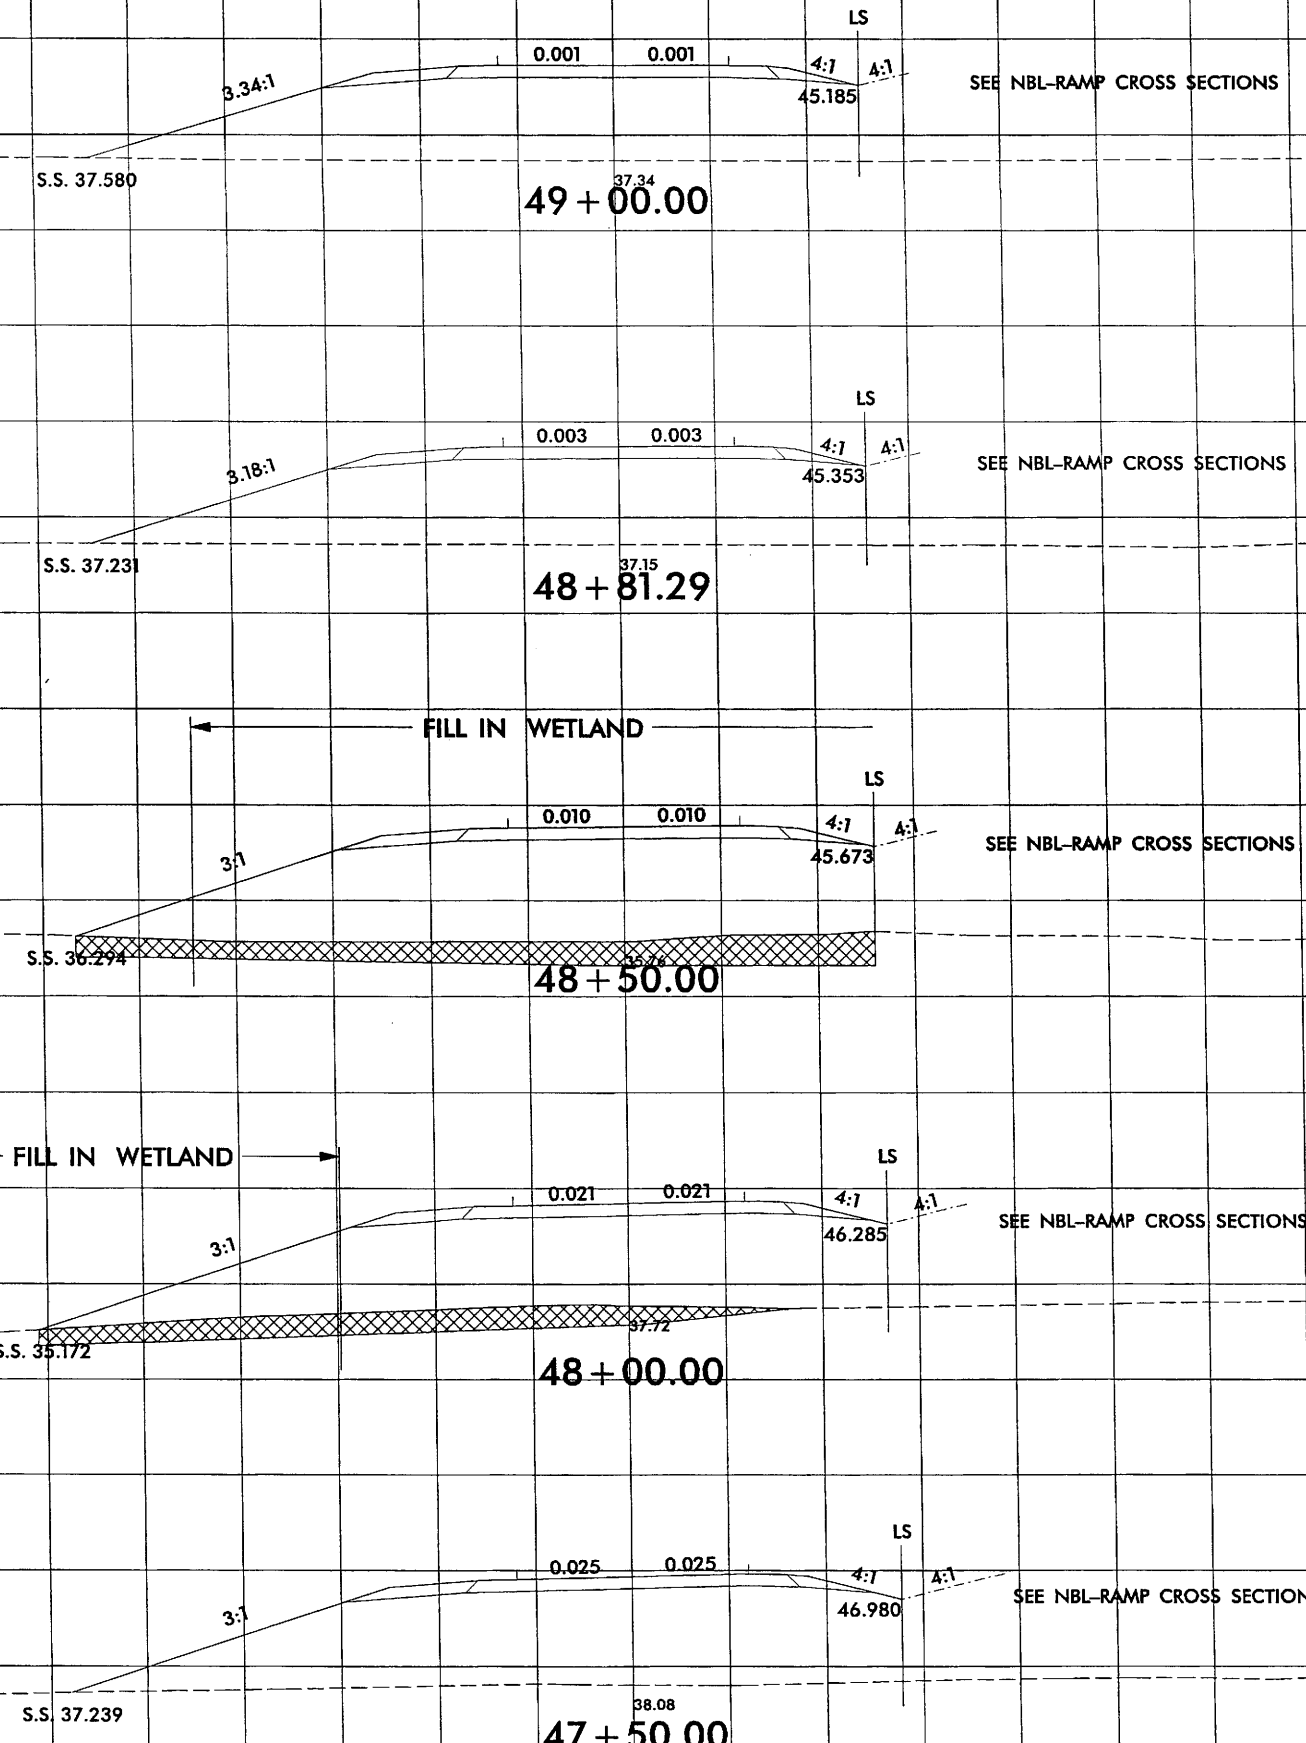 LS
0.001 0.001 4:1 4:1
3.34:1 45.185 SEE NBL–RAMP CROSS SECTIONS
S.S. 37.580 37.34
49+00.00
LS
0.003 0.003 4:1 4:1
3.18:1 45.353 SEE NBL–RAMP CROSS SECTIONS
S.S. 37.231 37.15
48+81.29
FILL IN WETLAND
LS
0.010 0.010 4:1 4:1
3:1 45.673 SEE NBL–RAMP CROSS SECTIONS
S.S. 36.294
48+50.00
FILL IN WETLAND
LS
0.021 0.021 4:1 4:1
3:1 46.285 SEE NBL–RAMP CROSS SECTIONS
S.S. 35.172 37.72
48+00.00
LS
0.025 0.025 4:1 4:1
3:1 46.980 SEE NBL–RAMP CROSS SECTION
S.S. 37.239 38.08
47+50.00